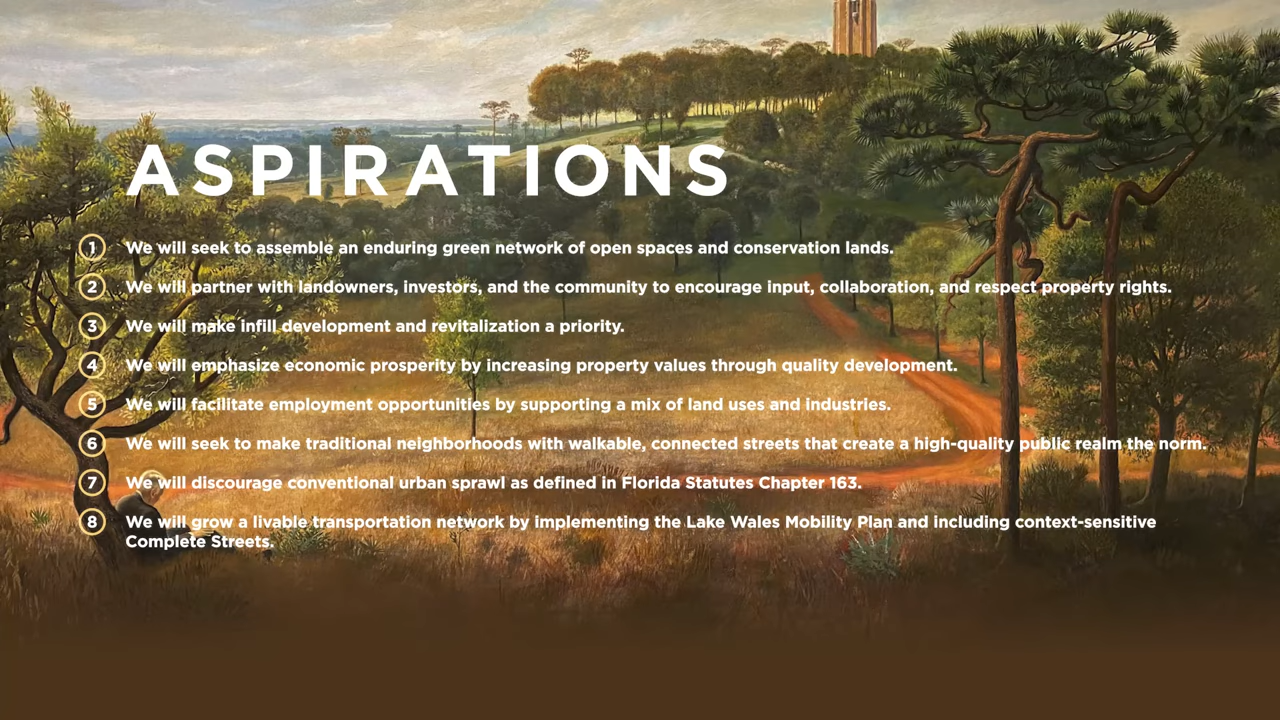 ASPIRATIONS
1 We will seek to assemble an enduring green network of open spaces and conservation lands.
2 We will partner with landowners, investors, and the community to encourage input, collaboration, and respect property rights.
3 We will make infill development and revitalization a priority.
4 We will emphasize economic prosperity by increasing property values through quality development.
5 We will facilitate employment opportunities by supporting a mix of land uses and industries.
6 We will seek to make traditional neighborhoods with walkable, connected streets that create a high-quality public realm the norm.
7 We will discourage conventional urban sprawl as defined in Florida Statutes Chapter 163.
8 We will grow a livable transportation network by implementing the Lake Wales Mobility Plan and including context-sensitive
Complete Streets.